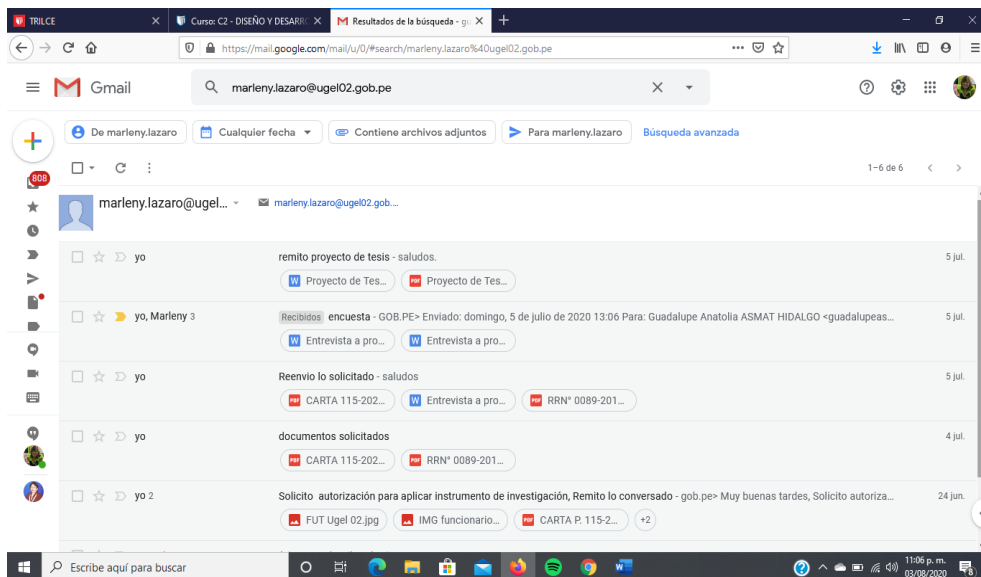 TRILCE
Curso: C2 - DISEÑO Y DESARRO
Resultados de la búsqueda - gu
https://mail.google.com/mail/u/0/#search/marleny.lazaro%40ugel02.gob.pe
Gmail
marleny.lazaro@ugel02.gob.pe
De marleny.lazaro
Cualquier fecha
Contiene archivos adjuntos
Para marleny.lazaro
Búsqueda avanzada
1–6 de 6
808
marleny.lazaro@ugel... marleny.lazaro@ugel02.gob....
yo remito proyecto de tesis - saludos. 5 jul.
W Proyecto de Tes... PDF Proyecto de Tes...
yo, Marleny 3 Recibidos encuesta - GOB.PE> Enviado: domingo, 5 de julio de 2020 13:06 Para: Guadalupe Anatolia ASMAT HIDALGO <guadalupeas... 5 jul.
W Entrevista a pro... W Entrevista a pro...
yo Reenvio lo solicitado - saludos 5 jul.
PDF CARTA 115-202... W Entrevista a pro... PDF RRN° 0089-201...
yo documentos solicitados 4 jul.
PDF CARTA 115-202... PDF RRN° 0089-201...
yo 2 Solicito autorización para aplicar instrumento de investigación, Remito lo conversado - gob.pe> Muy buenas tardes, Solicito autoriza... 24 jun.
FUT Ugel 02.jpg IMG funcionario... PDF CARTA P. 115-2... +2
Escribe aquí para buscar
11:06 p. m.
03/08/2020
8